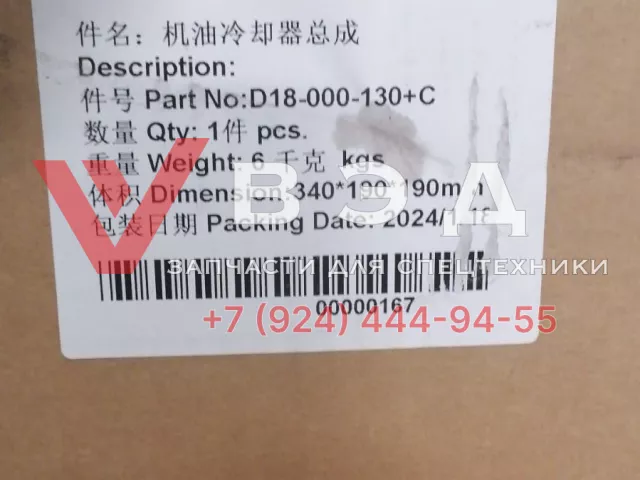 件名：机油冷却器总成
Description:
件号 Part No:D18-000-130+C
数量 Qty: 1件 pcs.
重量 Weight: 6 千克 kgs
体积 Dimension:340*190*190mm
包装日期 Packing Date: 2024/1.18
ВЭД
ЗАПЧАСТИ ДЛЯ СПЕЦТЕХНИКИ
00000167
+7 (924) 444-94-55